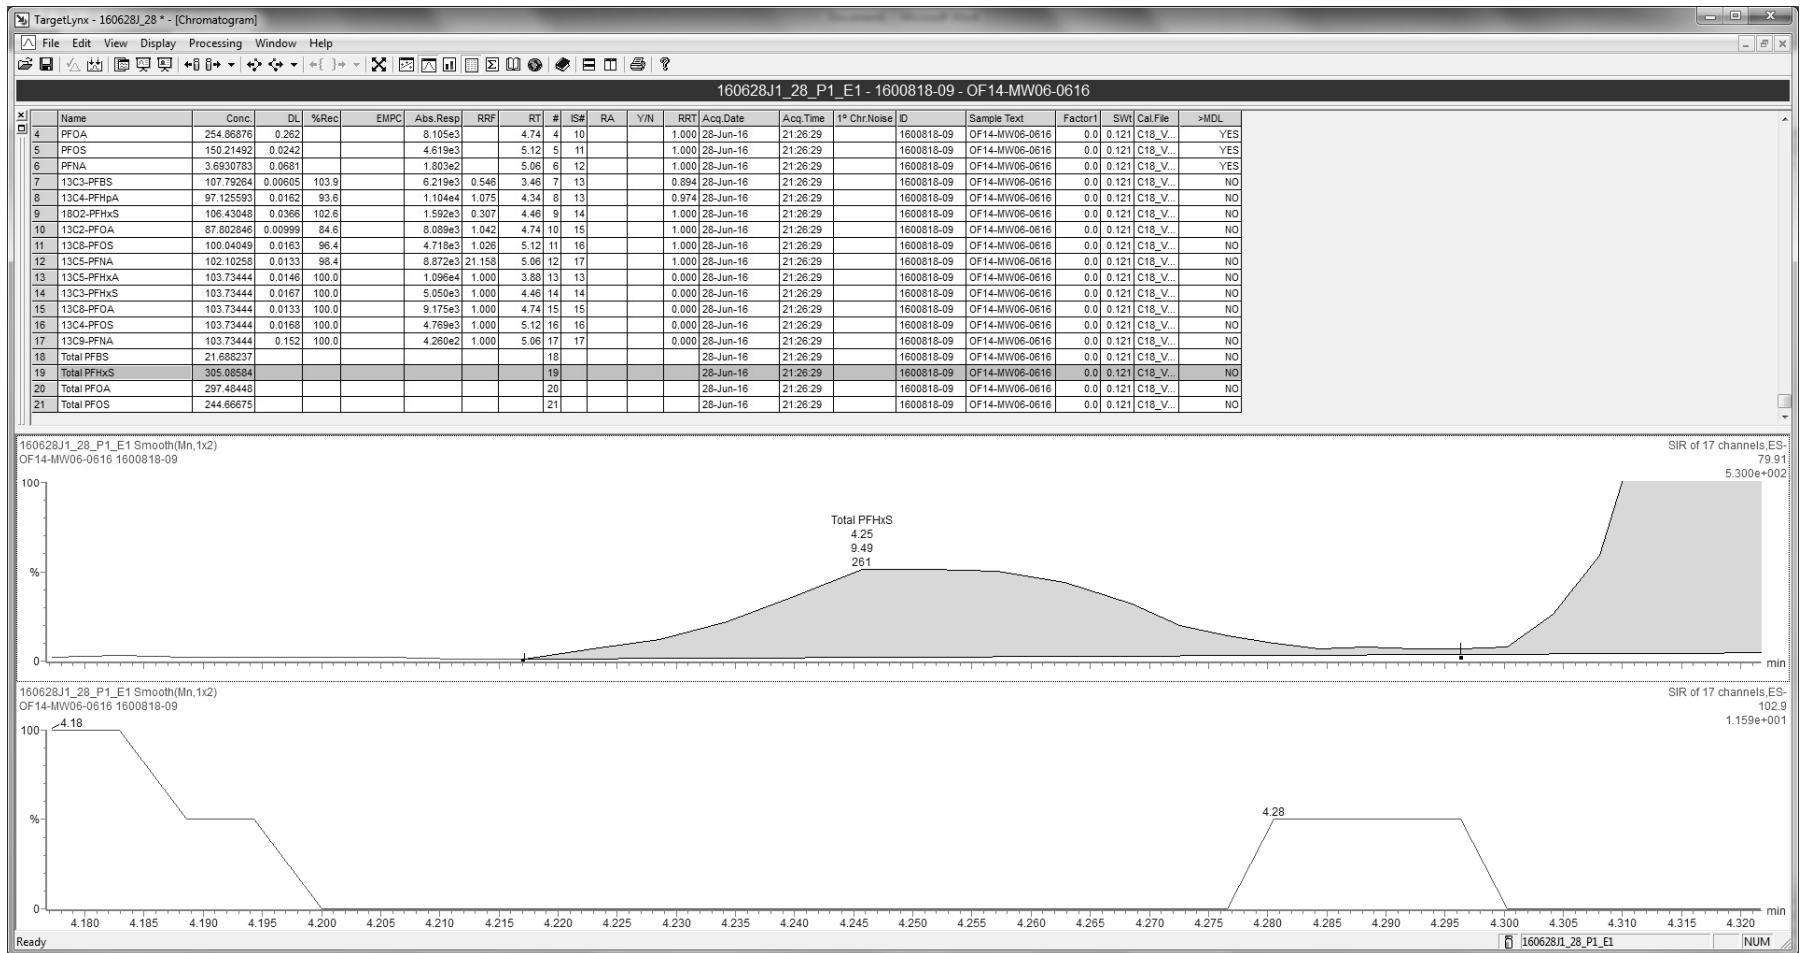 TargetLynx - 160628J_28 * - [Chromatogram]
File Edit View Display Processing Window Help
160628J1_28_P1_E1 - 1600818-09 - OF14-MW06-0616
Name Conc. DL %Rec EMPC Abs.Resp RRF RT # IS# RA Y/N RRT Acq.Date Acq.Time 1º Chr.Noise ID Sample Text Factor1 SWt Cal.File >MDL
4 PFOA 254.86876 0.262 8.105e3 4.74 4 10 1.000 28-Jun-16 21:26:29 1600818-09 OF14-MW06-0616 0.0 0.121 C18_V... YES
5 PFOS 150.21492 0.0242 4.619e3 5.12 5 11 1.000 28-Jun-16 21:26:29 1600818-09 OF14-MW06-0616 0.0 0.121 C18_V... YES
6 PFNA 3.6930783 0.0681 1.803e2 5.06 6 12 1.000 28-Jun-16 21:26:29 1600818-09 OF14-MW06-0616 0.0 0.121 C18_V... YES
7 13C3-PFBS 107.79264 0.00605 103.9 6.219e3 0.546 3.46 7 13 0.894 28-Jun-16 21:26:29 1600818-09 OF14-MW06-0616 0.0 0.121 C18_V... NO
8 13C4-PFHpA 97.125593 0.0162 93.6 1.104e4 1.075 4.34 8 13 0.974 28-Jun-16 21:26:29 1600818-09 OF14-MW06-0616 0.0 0.121 C18_V... NO
9 18O2-PFHxS 106.43048 0.0366 102.6 1.592e3 0.307 4.46 9 14 1.000 28-Jun-16 21:26:29 1600818-09 OF14-MW06-0616 0.0 0.121 C18_V... NO
10 13C2-PFOA 87.802846 0.00999 84.6 8.089e3 1.042 4.74 10 15 1.000 28-Jun-16 21:26:29 1600818-09 OF14-MW06-0616 0.0 0.121 C18_V... NO
11 13C8-PFOS 100.04049 0.0163 96.4 4.718e3 1.026 5.12 11 16 1.000 28-Jun-16 21:26:29 1600818-09 OF14-MW06-0616 0.0 0.121 C18_V... NO
12 13C5-PFNA 102.10258 0.0133 98.4 8.872e3 21.158 5.06 12 17 1.000 28-Jun-16 21:26:29 1600818-09 OF14-MW06-0616 0.0 0.121 C18_V... NO
13 13C5-PFHxA 103.73444 0.0146 100.0 1.096e4 1.000 3.88 13 13 0.000 28-Jun-16 21:26:29 1600818-09 OF14-MW06-0616 0.0 0.121 C18_V... NO
14 13C3-PFHxS 103.73444 0.0167 100.0 5.050e3 1.000 4.46 14 14 0.000 28-Jun-16 21:26:29 1600818-09 OF14-MW06-0616 0.0 0.121 C18_V... NO
15 13C8-PFOA 103.73444 0.0133 100.0 9.175e3 1.000 4.74 15 15 0.000 28-Jun-16 21:26:29 1600818-09 OF14-MW06-0616 0.0 0.121 C18_V... NO
16 13C4-PFOS 103.73444 0.0168 100.0 4.769e3 1.000 5.12 16 16 0.000 28-Jun-16 21:26:29 1600818-09 OF14-MW06-0616 0.0 0.121 C18_V... NO
17 13C9-PFNA 103.73444 0.152 100.0 4.260e2 1.000 5.06 17 17 0.000 28-Jun-16 21:26:29 1600818-09 OF14-MW06-0616 0.0 0.121 C18_V... NO
18 Total PFBS 21.688237 18 28-Jun-16 21:26:29 1600818-09 OF14-MW06-0616 0.0 0.121 C18_V... NO
19 Total PFHxS 305.08584 19 28-Jun-16 21:26:29 1600818-09 OF14-MW06-0616 0.0 0.121 C18_V... NO
20 Total PFOA 297.48448 20 28-Jun-16 21:26:29 1600818-09 OF14-MW06-0616 0.0 0.121 C18_V... NO
21 Total PFOS 244.66675 21 28-Jun-16 21:26:29 1600818-09 OF14-MW06-0616 0.0 0.121 C18_V... NO
160628J1_28_P1_E1 Smooth(Mn,1x2) SIR of 17 channels,ES-
OF14-MW06-0616 1600818-09 79.91
5.300e+002
100
Total PFHxS
4.25
9.49
261
%
0
min
160628J1_28_P1_E1 Smooth(Mn,1x2) SIR of 17 channels,ES-
OF14-MW06-0616 1600818-09 102.9
1.159e+001
4.18
100
4.28
%
0
min
4.180 4.185 4.190 4.195 4.200 4.205 4.210 4.215 4.220 4.225 4.230 4.235 4.240 4.245 4.250 4.255 4.260 4.265 4.270 4.275 4.280 4.285 4.290 4.295 4.300 4.305 4.310 4.315 4.320
Ready 160628J1_28_P1_E1 NUM